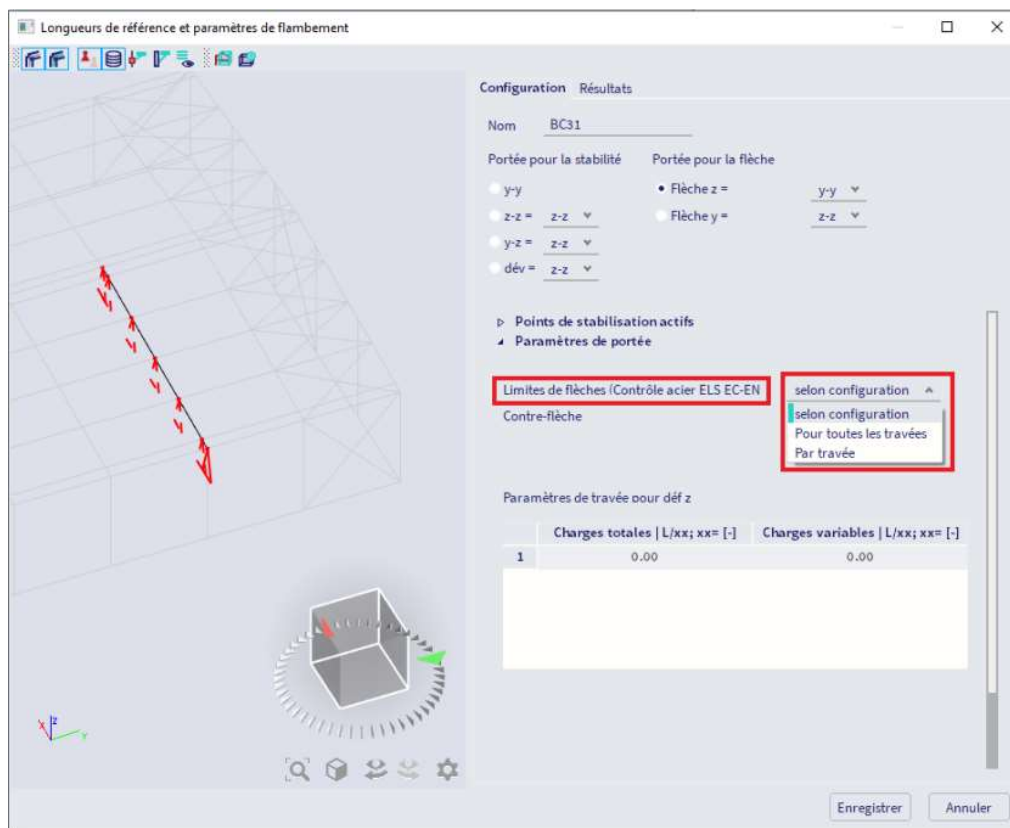 Longueurs de référence et paramètres de flambement
Configuration Résultats
Nom BC31
Portée pour la stabilité Portée pour la flèche
y-y Flèche z = y-y
z-z = z-z Flèche y = z-z
y-z = z-z
dév = z-z
Points de stabilisation actifs
Paramètres de portée
Limites de flèches (Contrôle acier ELS EC-EN selon configuration
Contre-flèche selon configuration
Pour toutes les travées
Par travée
Paramètres de travée pour déf z
Charges totales | L/xx; xx= [-] Charges variables | L/xx; xx= [-]
1 0.00 0.00
X Z Y
Enregistrer Annuler